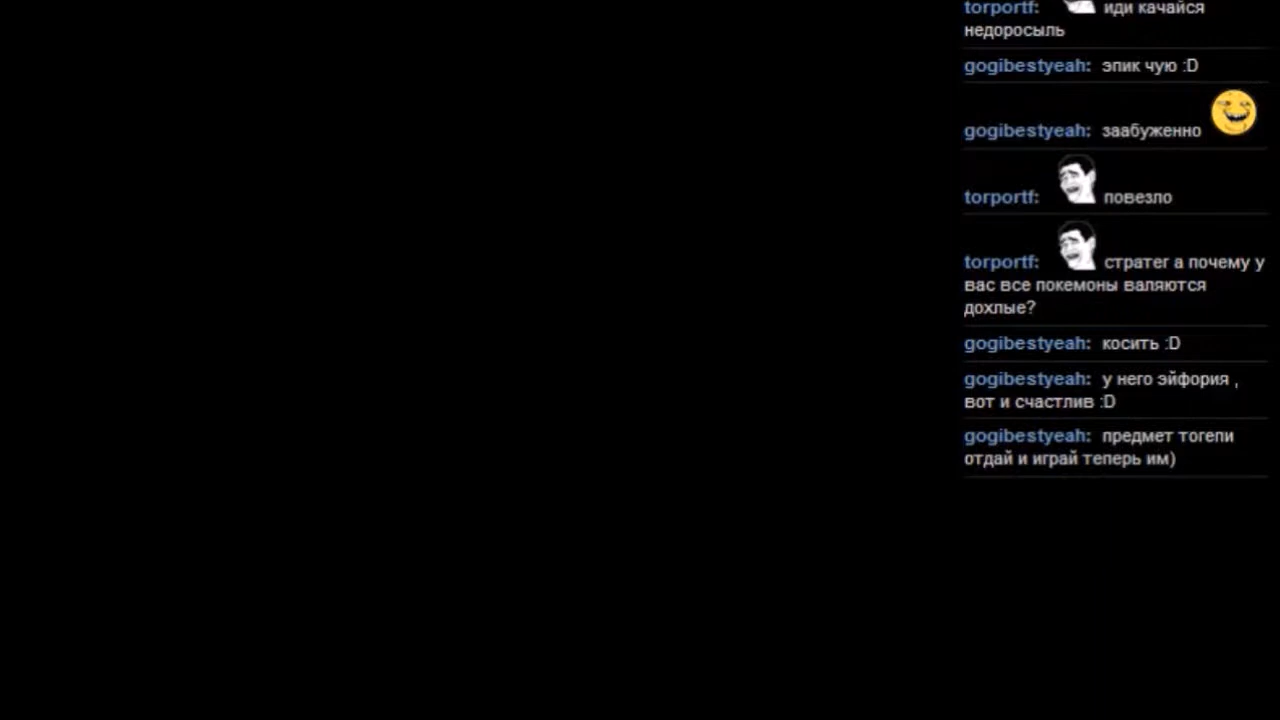 torportf: иди качайся
недоросыль
gogibestyeah: эпик чую :D
gogibestyeah: заабуженно
torportf: повезло
torportf: стратег а почему у
вас все покемоны валяются
дохлые?
gogibestyeah: косить :D
gogibestyeah: у него эйфория ,
вот и счастлив :D
gogibestyeah: предмет тогепи
отдай и играй теперь им)